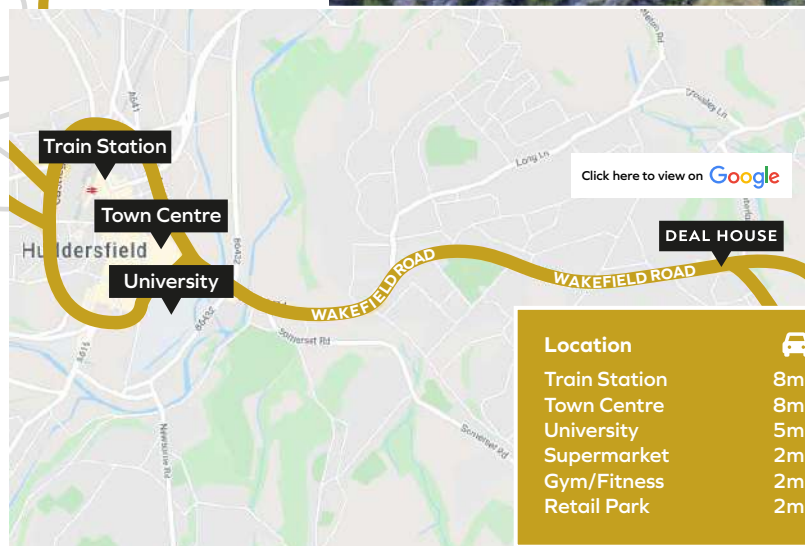 A641
Train Station
Long Ln
Click here to view on Google
Town Centre
B6432
DEAL HOUSE
Huddersfield
WAKEFIELD ROAD
University
WAKEFIELD ROAD
B6432
Somerset Rd
A616
Newsome Rd
Somerset Rd
Location
Train Station 8m
Town Centre 8m
University 5m
Supermarket 2m
Gym/Fitness 2m
Retail Park 2m